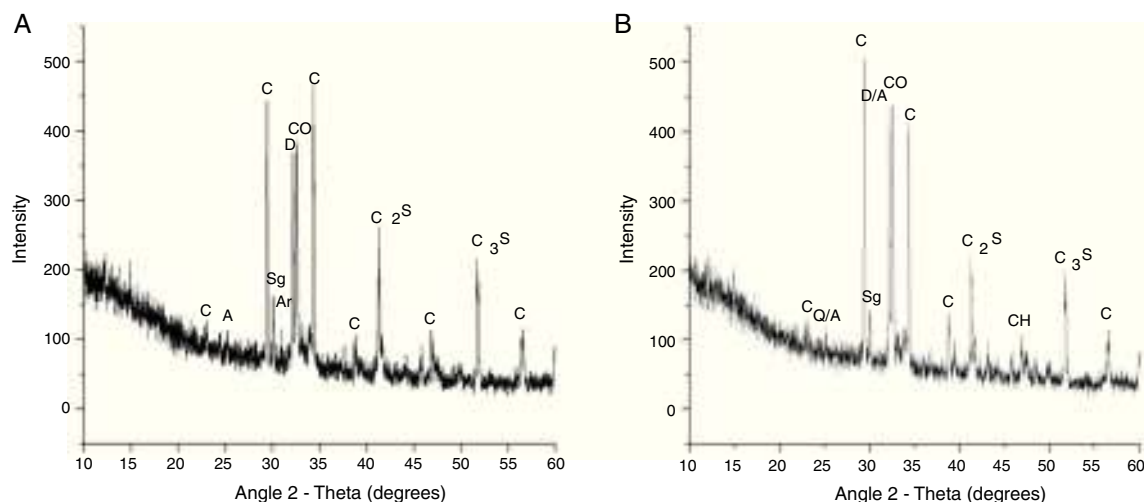 A
500
400
300
200
100
0
Intensity
C
C
CO
D
C 2S
C 3S
Sg
Ar
C
A
C
C
C
10 15 20 25 30 35 40 45 50 55 60
Angle 2 - Theta (degrees)
B
500
400
300
200
100
0
Intensity
C
CO
D/A
C
C 2S
C 3S
Sg
C
Q/A
C
CH
C
10 15 20 25 30 35 40 45 50 55 60
Angle 2 - Theta (degrees)